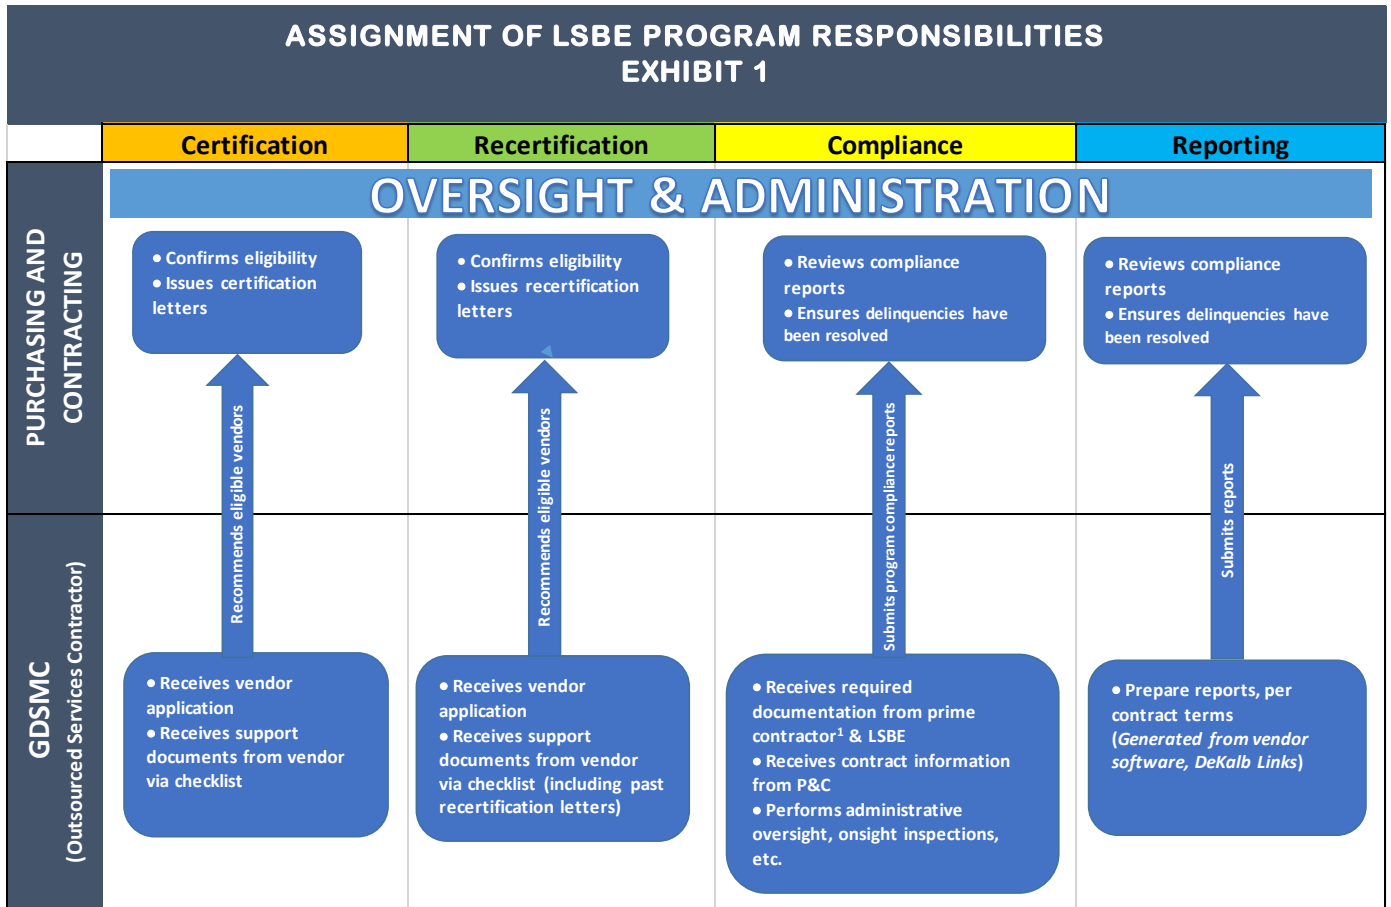 ASSIGNMENT OF LSBE PROGRAM RESPONSIBILITIES
EXHIBIT 1
Certification
Recertification
Compliance
Reporting
PURCHASING AND
CONTRACTING
OVERSIGHT & ADMINISTRATION
• Confirms eligibility
• Issues certification
letters
• Confirms eligibility
• Issues recertification
letters
• Reviews compliance
reports
• Ensures delinquencies have
been resolved
• Reviews compliance
reports
• Ensures delinquencies have
been resolved
Recommends eligible vendors
Recommends eligible vendors
Submits program compliance reports
Submits reports
GDSMC
(Outsourced Services Contractor)
• Receives vendor
application
• Receives support
documents from vendor
via checklist
• Receives vendor
application
• Receives support
documents from vendor
via checklist (including past
recertification letters)
• Receives required
documentation from prime
contractor¹ & LSBE
• Receives contract information
from P&C
• Performs administrative
oversight, onsight inspections,
etc.
• Prepare reports, per
contract terms
(Generated from vendor
software, DeKalb Links)